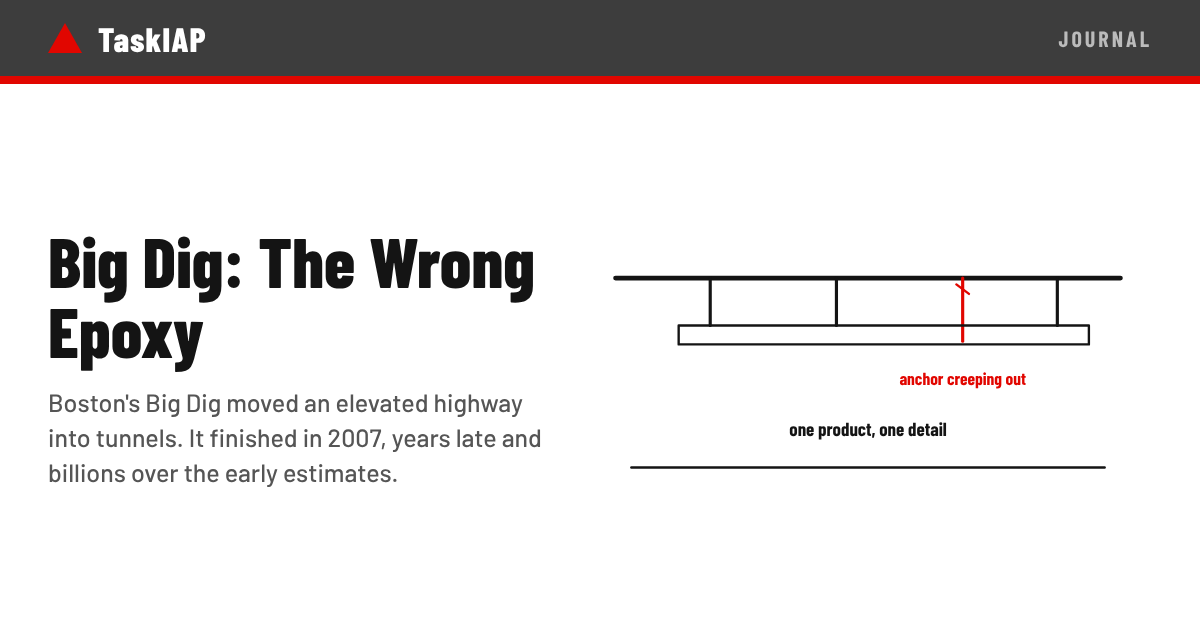 TaskIAP
JOURNAL
Big Dig: The Wrong
Epoxy
Boston's Big Dig moved an elevated highway
into tunnels. It finished in 2007, years late and
billions over the early estimates.
anchor creeping out
one product, one detail